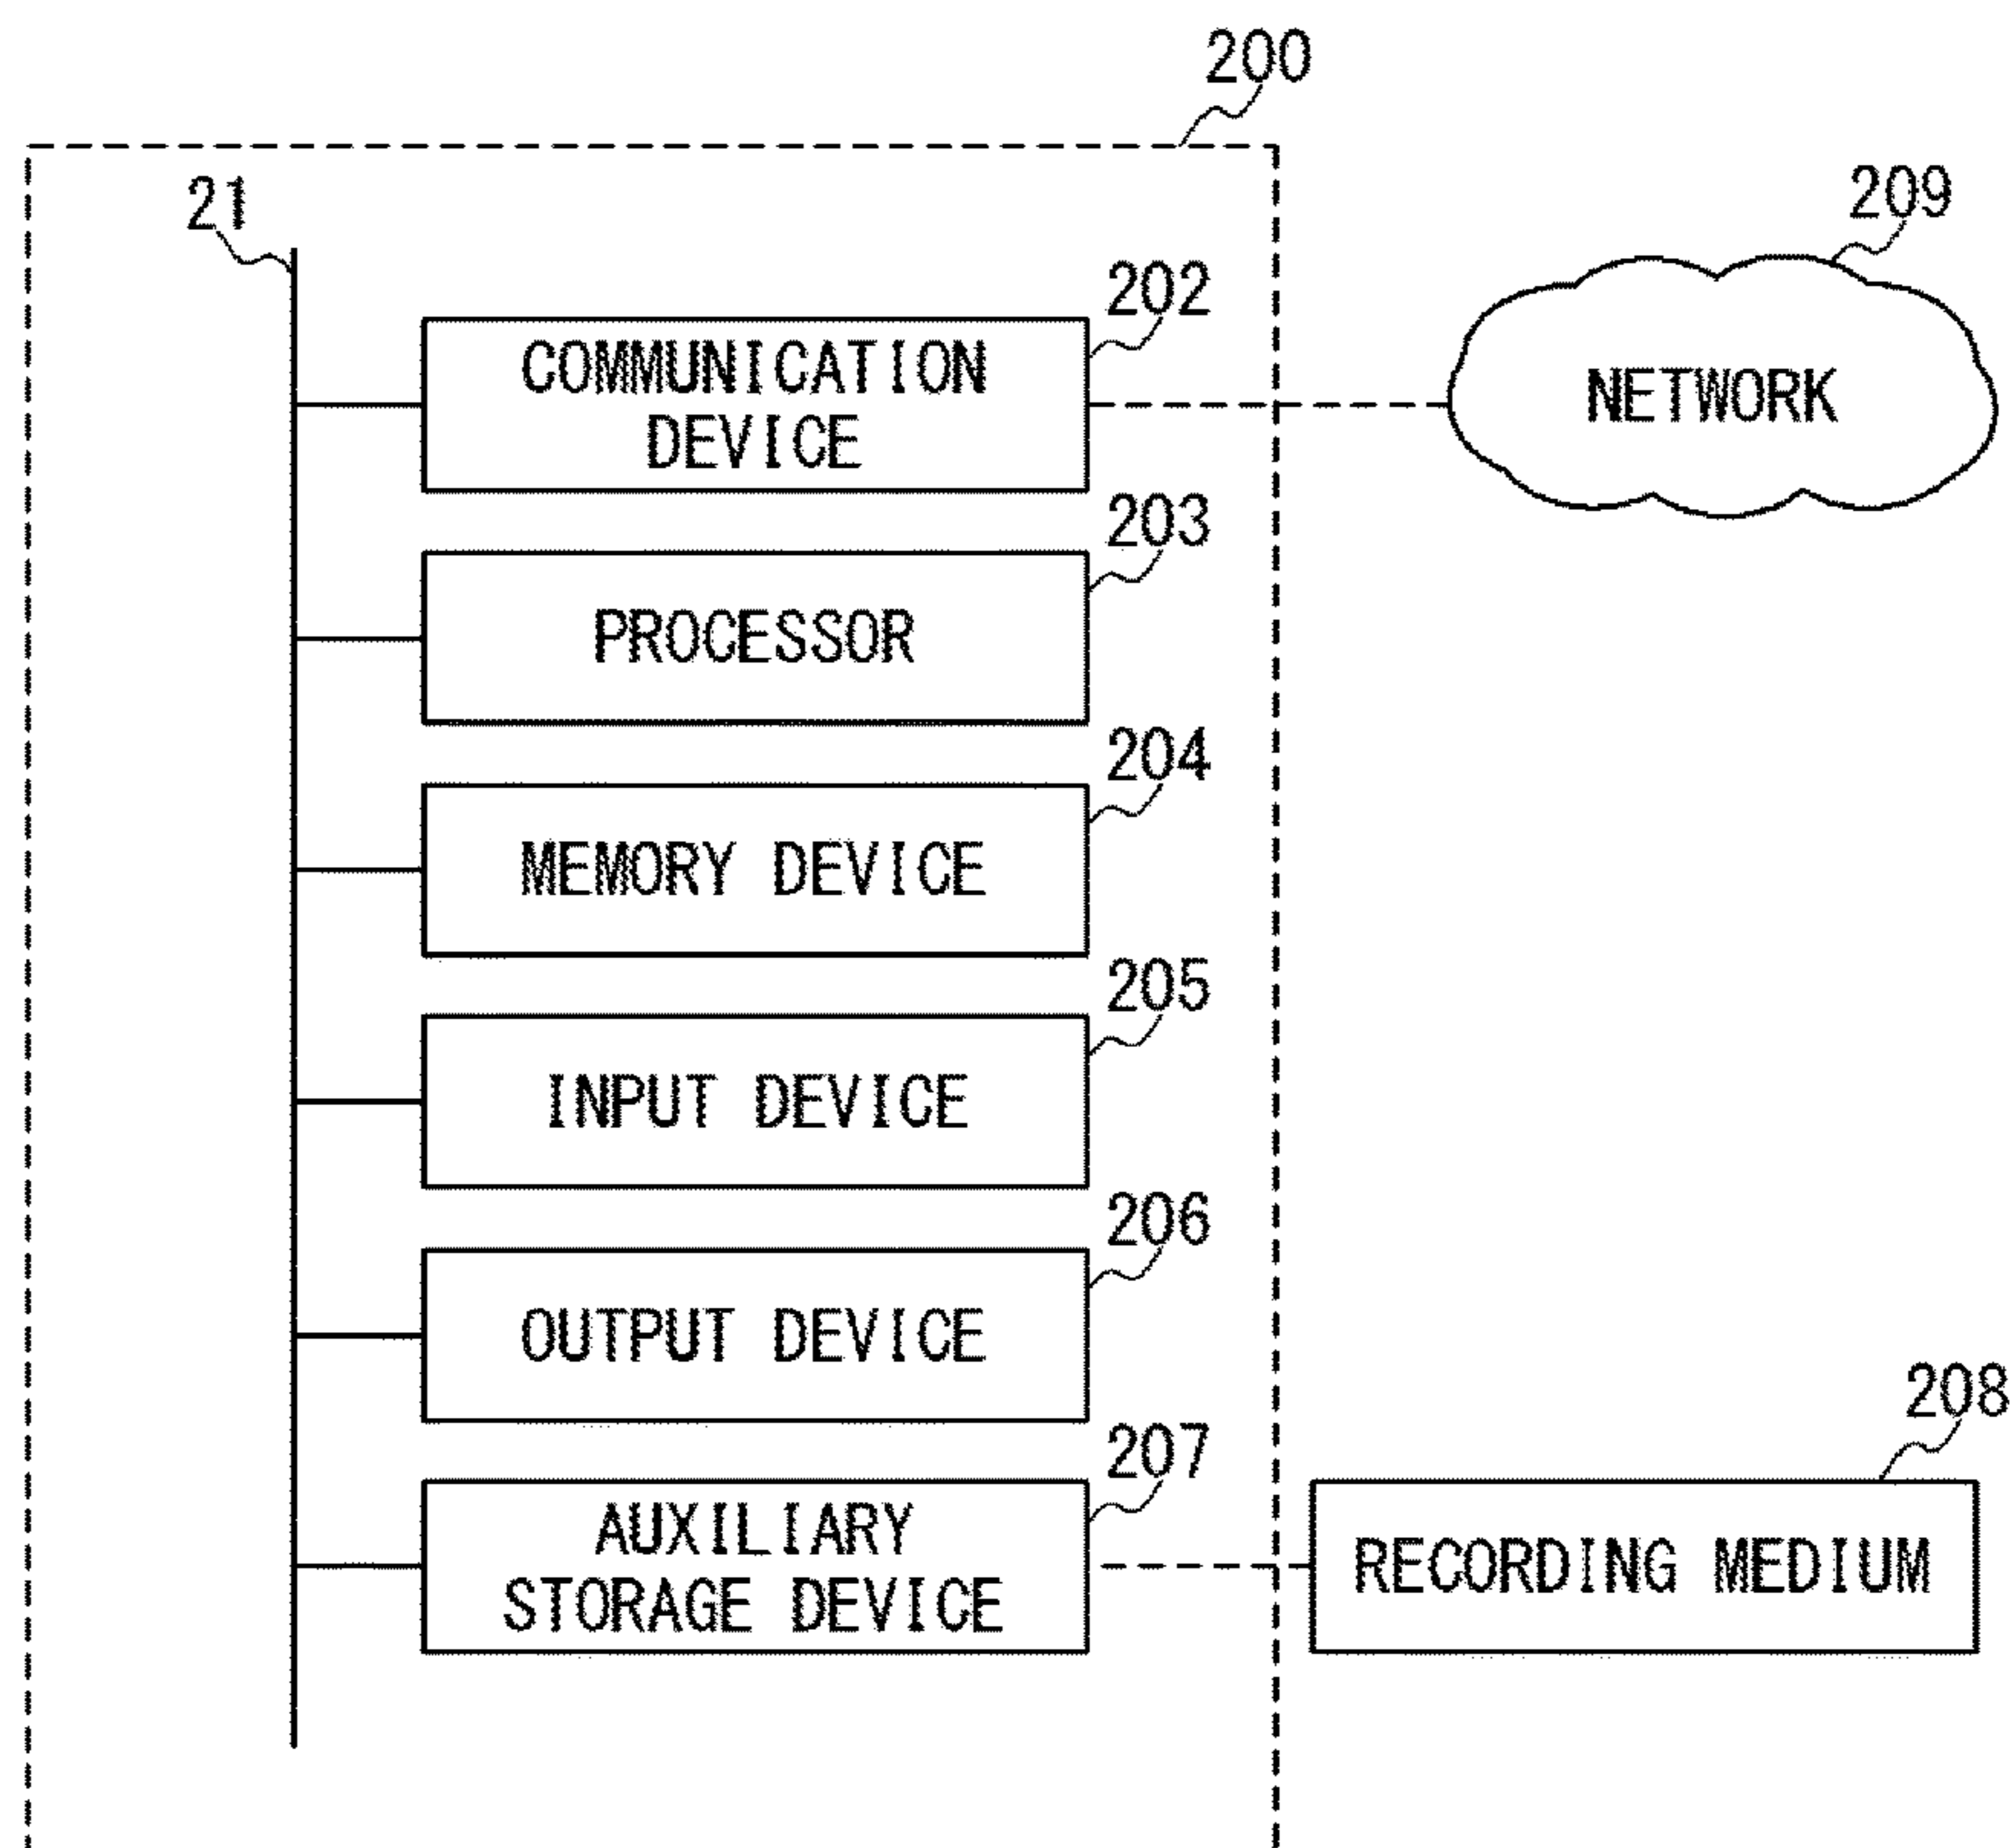 200
21
209
202
COMMUNICATION
DEVICE
NETWORK
203
PROCESSOR
204
MEMORY DEVICE
205
INPUT DEVICE
206
OUTPUT DEVICE
208
207
AUXILIARY
STORAGE DEVICE
RECORDING MEDIUM